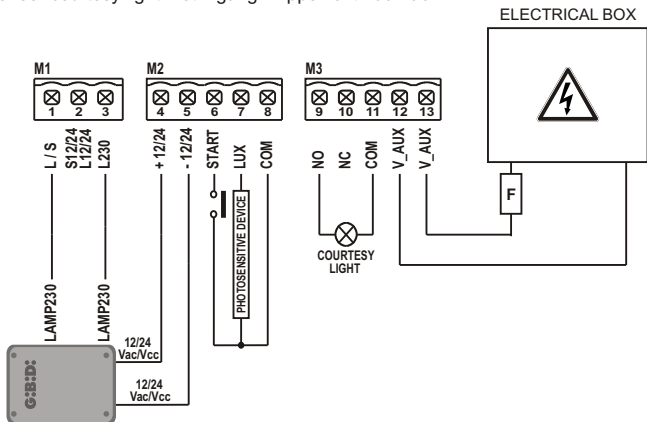 ELECTRICAL BOX
M1
M2
M3
1 2 3
4 5 6 7 8
9 10 11 12 13
L / S
S12/24
L12/24
L230
+ 12/24
- 12/24
START
LUX
COM
NO
NC
COM
V_AUX
V_AUX
F
PHOTOSENSITIVE DEVICE
COURTESY
LIGHT
LAMP230
LAMP230
12/24
Vac/Vcc
12/24
Vac/Vcc
GiBiDi